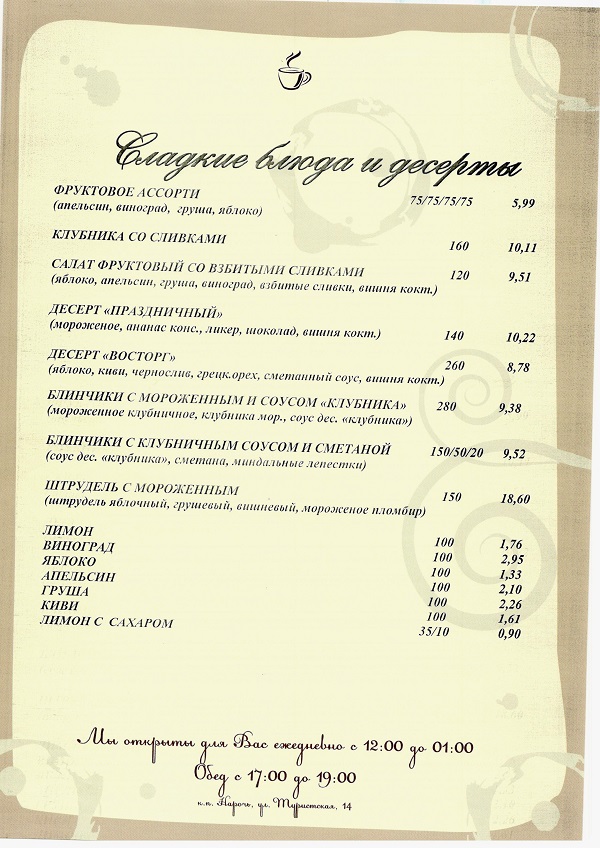 Сладкие блюда и десерты
ФРУКТОВОЕ АССОРТИ
(апельсин, виноград, груша, яблоко) 75/75/75/75 5,99
КЛУБНИКА СО СЛИВКАМИ 160 10,11
САЛАТ ФРУКТОВЫЙ СО ВЗБИТЫМИ СЛИВКАМИ 120 9,51
(яблоко, апельсин, груша, виноград, взбитые сливки, вишня кокт.)
ДЕСЕРТ «ПРАЗДНИЧНЫЙ»
(мороженое, ананас конс., ликер, шоколад, вишня кокт.) 140 10,22
ДЕСЕРТ «ВОСТОРГ» 260 8,78
(яблоко, киви, чернослив, грецк.орех, сметанный соус, вишня кокт.)
БЛИНЧИКИ С МОРОЖЕННЫМ И СОУСОМ «КЛУБНИКА» 280 9,38
(мороженное клубничное, клубника мор., соус дес. «клубника»)
БЛИНЧИКИ С КЛУБНИЧНЫМ СОУСОМ И СМЕТАНОЙ 150/50/20 9,52
(соус дес. «клубника», сметана, миндальные лепестки)
ШТРУДЕЛЬ С МОРОЖЕННЫМ 150 18,60
(штрудель яблочный, грушевый, вишневый, мороженое пломбир)
ЛИМОН 100 1,76
ВИНОГРАД 100 2,95
ЯБЛОКО 100 1,33
АПЕЛЬСИН 100 2,10
ГРУША 100 2,26
КИВИ 100 1,61
ЛИМОН С САХАРОМ 35/10 0,90
Мы открыты для Вас ежедневно с 12:00 до 01:00
Обед с 17:00 до 19:00
к.п. Нарочь, ул. Туристская, 14